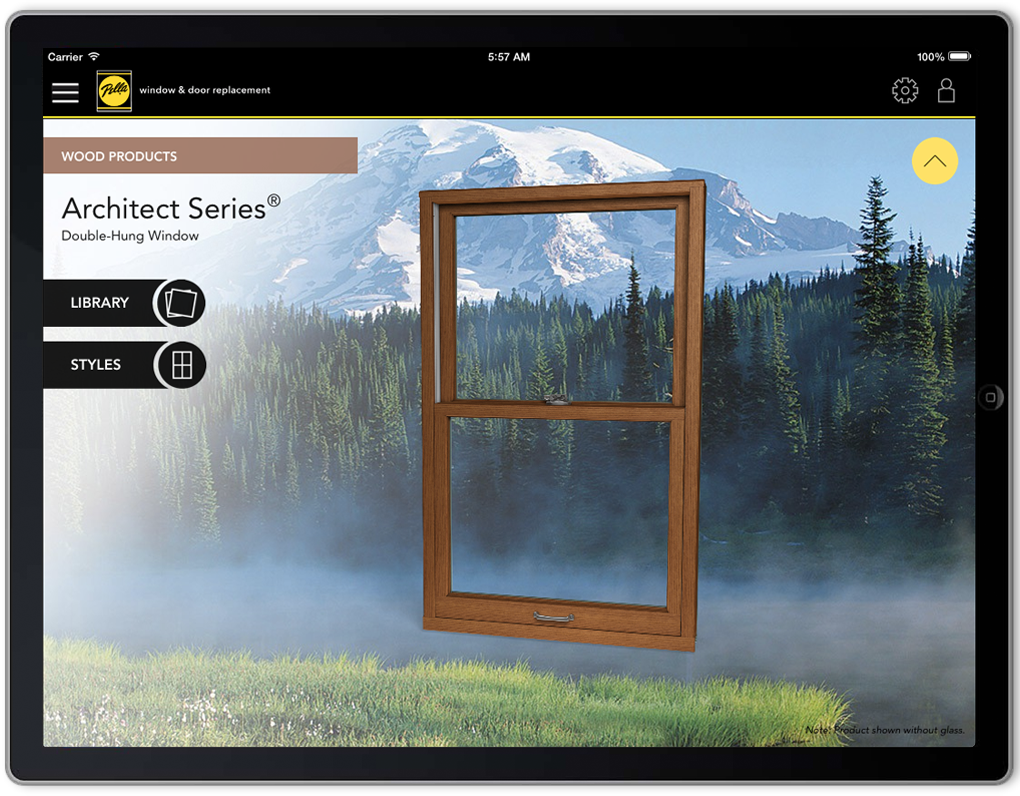 Carrier
5:57 AM
100%
Pella
window & door replacement
WOOD PRODUCTS
Architect Series®
Double-Hung Window
LIBRARY
STYLES
Note: Product shown without glass.